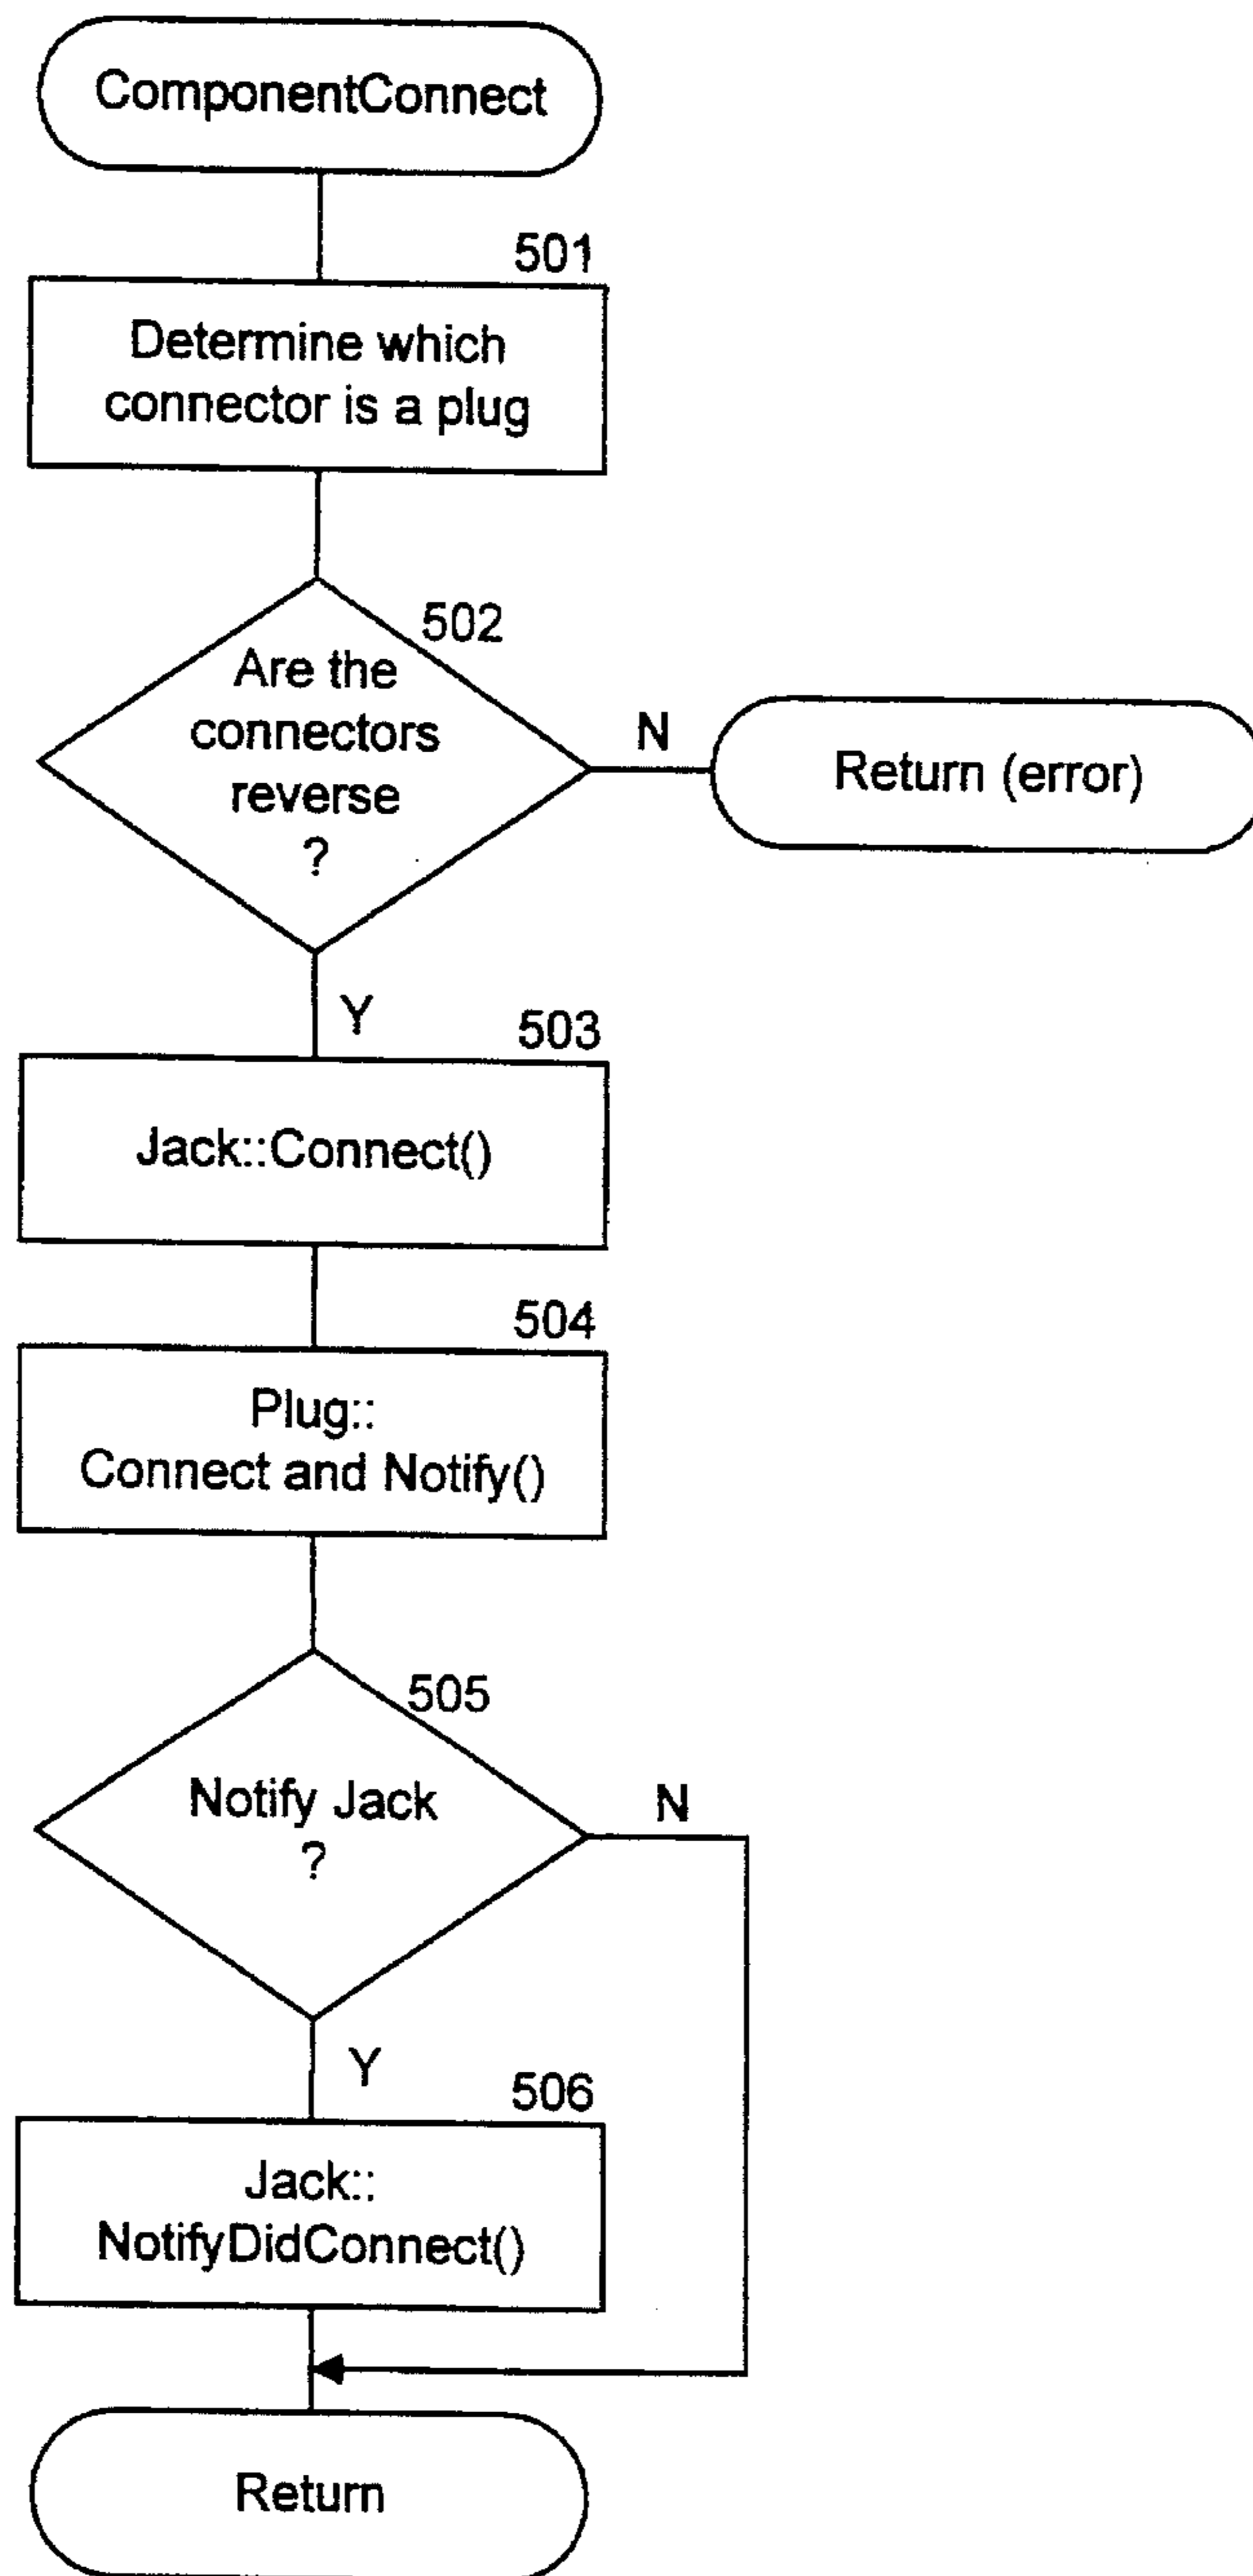 ComponentConnect
501
Determine which
connector is a plug
502
Are the
connectors
reverse
?
N
Return (error)
Y
503
Jack::Connect()
504
Plug::
Connect and Notify()
505
Notify Jack
?
N
Y
506
Jack::
NotifyDidConnect()
Return